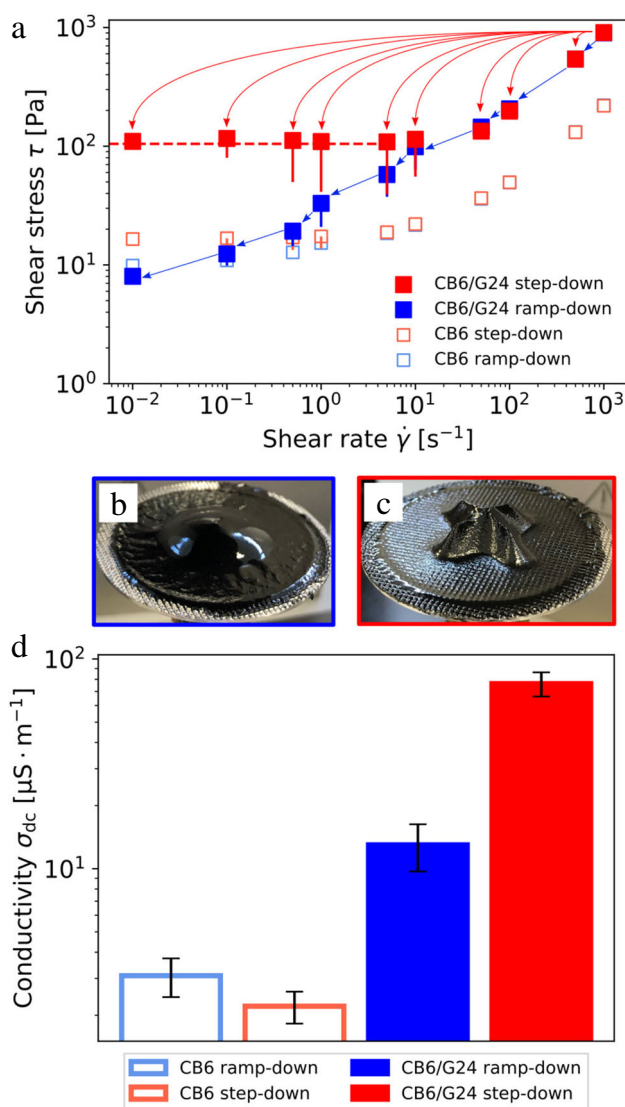 a
10³
10²
10¹
10⁰
Shear stress τ [Pa]
CB6/G24 step-down
CB6/G24 ramp-down
CB6 step-down
CB6 ramp-down
10⁻² 10⁻¹ 10⁰ 10¹ 10² 10³
Shear rate γ̇ [s⁻¹]
b
c
d
10²
10¹
Conductivity σdc [µS · m⁻¹]
CB6 ramp-down CB6/G24 ramp-down
CB6 step-down CB6/G24 step-down